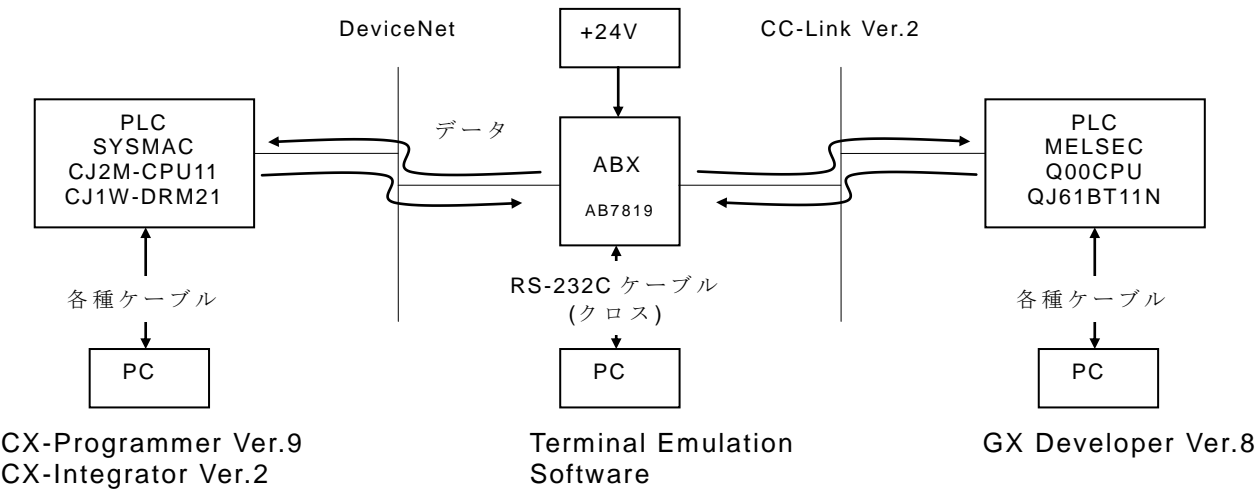 DeviceNet
+24V
CC-Link Ver.2
PLC
SYSMAC
CJ2M-CPU11
CJ1W-DRM21
データ
ABX
AB7819
PLC
MELSEC
Q00CPU
QJ61BT11N
各種ケーブル
RS-232C ケーブル
(クロス)
各種ケーブル
PC
PC
PC
CX-Programmer Ver.9
CX-Integrator Ver.2
Terminal Emulation
Software
GX Developer Ver.8